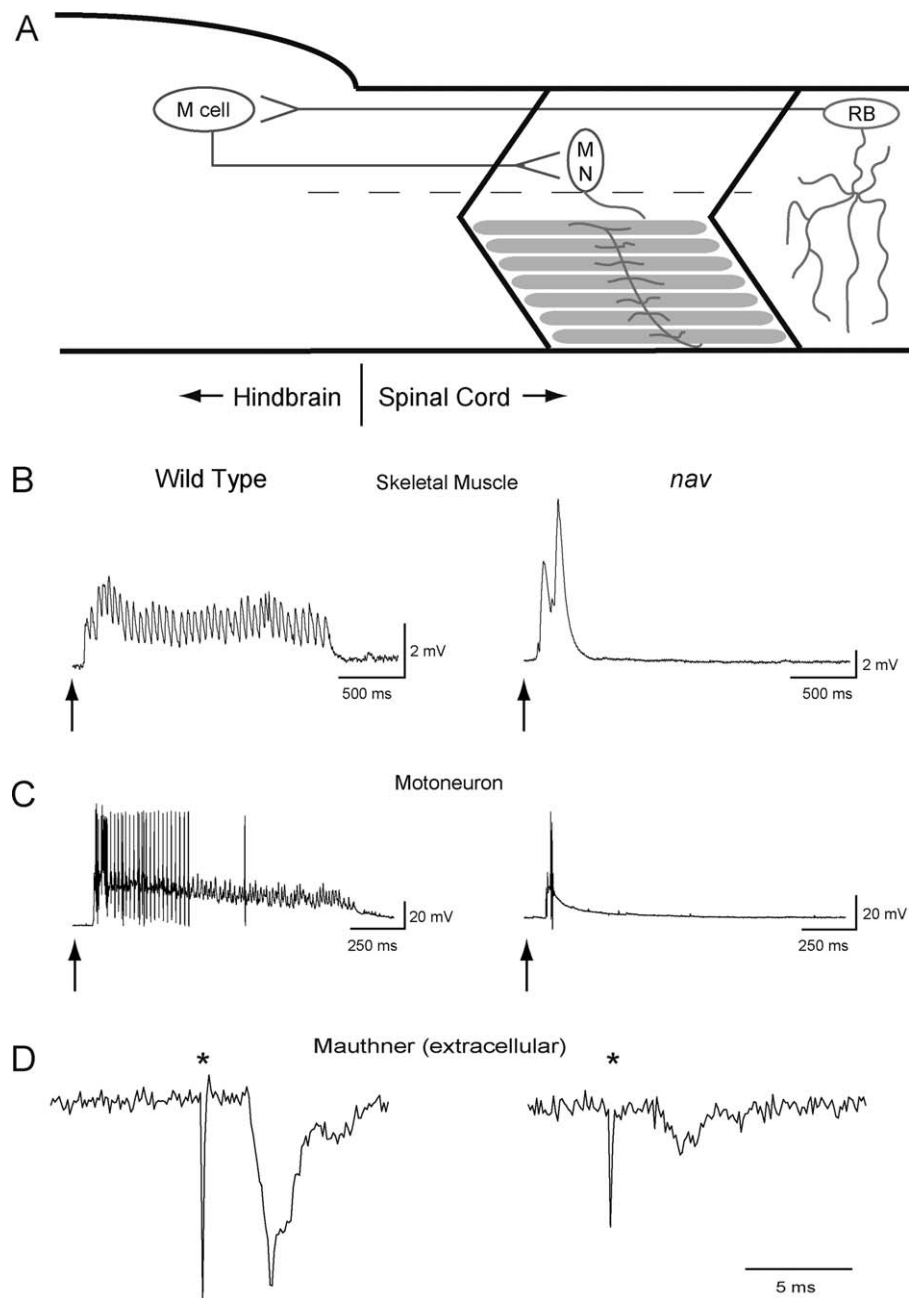 A
M cell
RB
M
N
Hindbrain
Spinal Cord
B
Wild Type
Skeletal Muscle
nav
2 mV
500 ms
2 mV
500 ms
C
Motoneuron
20 mV
250 ms
20 mV
250 ms
D
Mauthner (extracellular)
*
*
5 ms